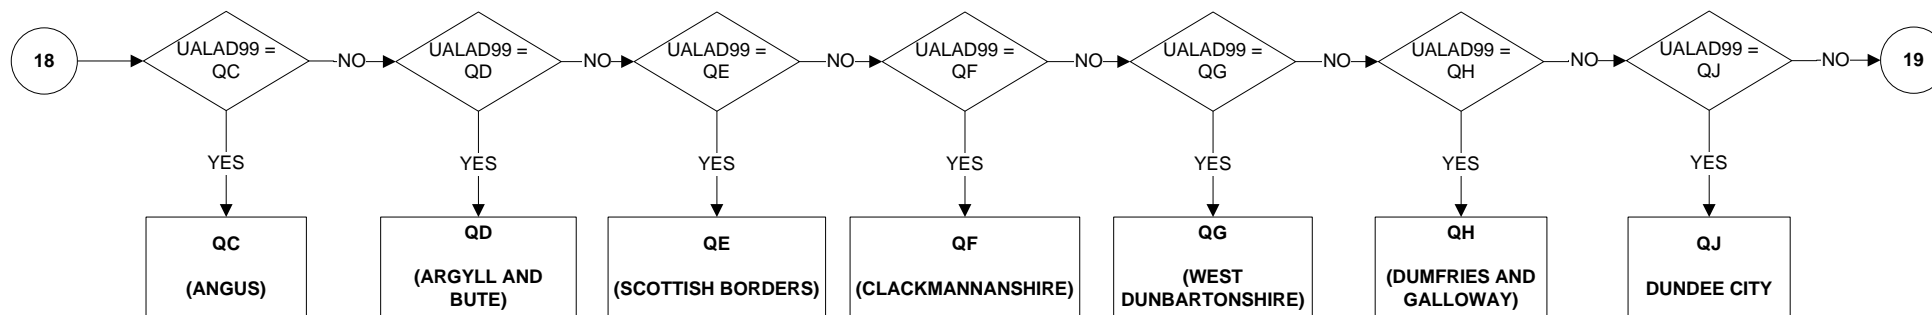 18
UALAD99 =
QC
NO
UALAD99 =
QD
NO
UALAD99 =
QE
NO
UALAD99 =
QF
NO
UALAD99 =
QG
NO
UALAD99 =
QH
NO
UALAD99 =
QJ
NO
19
YES
YES
YES
YES
YES
YES
YES
QC
(ANGUS)
QD
(ARGYLL AND
BUTE)
QE
(SCOTTISH BORDERS)
QF
(CLACKMANNANSHIRE)
QG
(WEST
DUNBARTONSHIRE)
QH
(DUMFRIES AND
GALLOWAY)
QJ
DUNDEE CITY